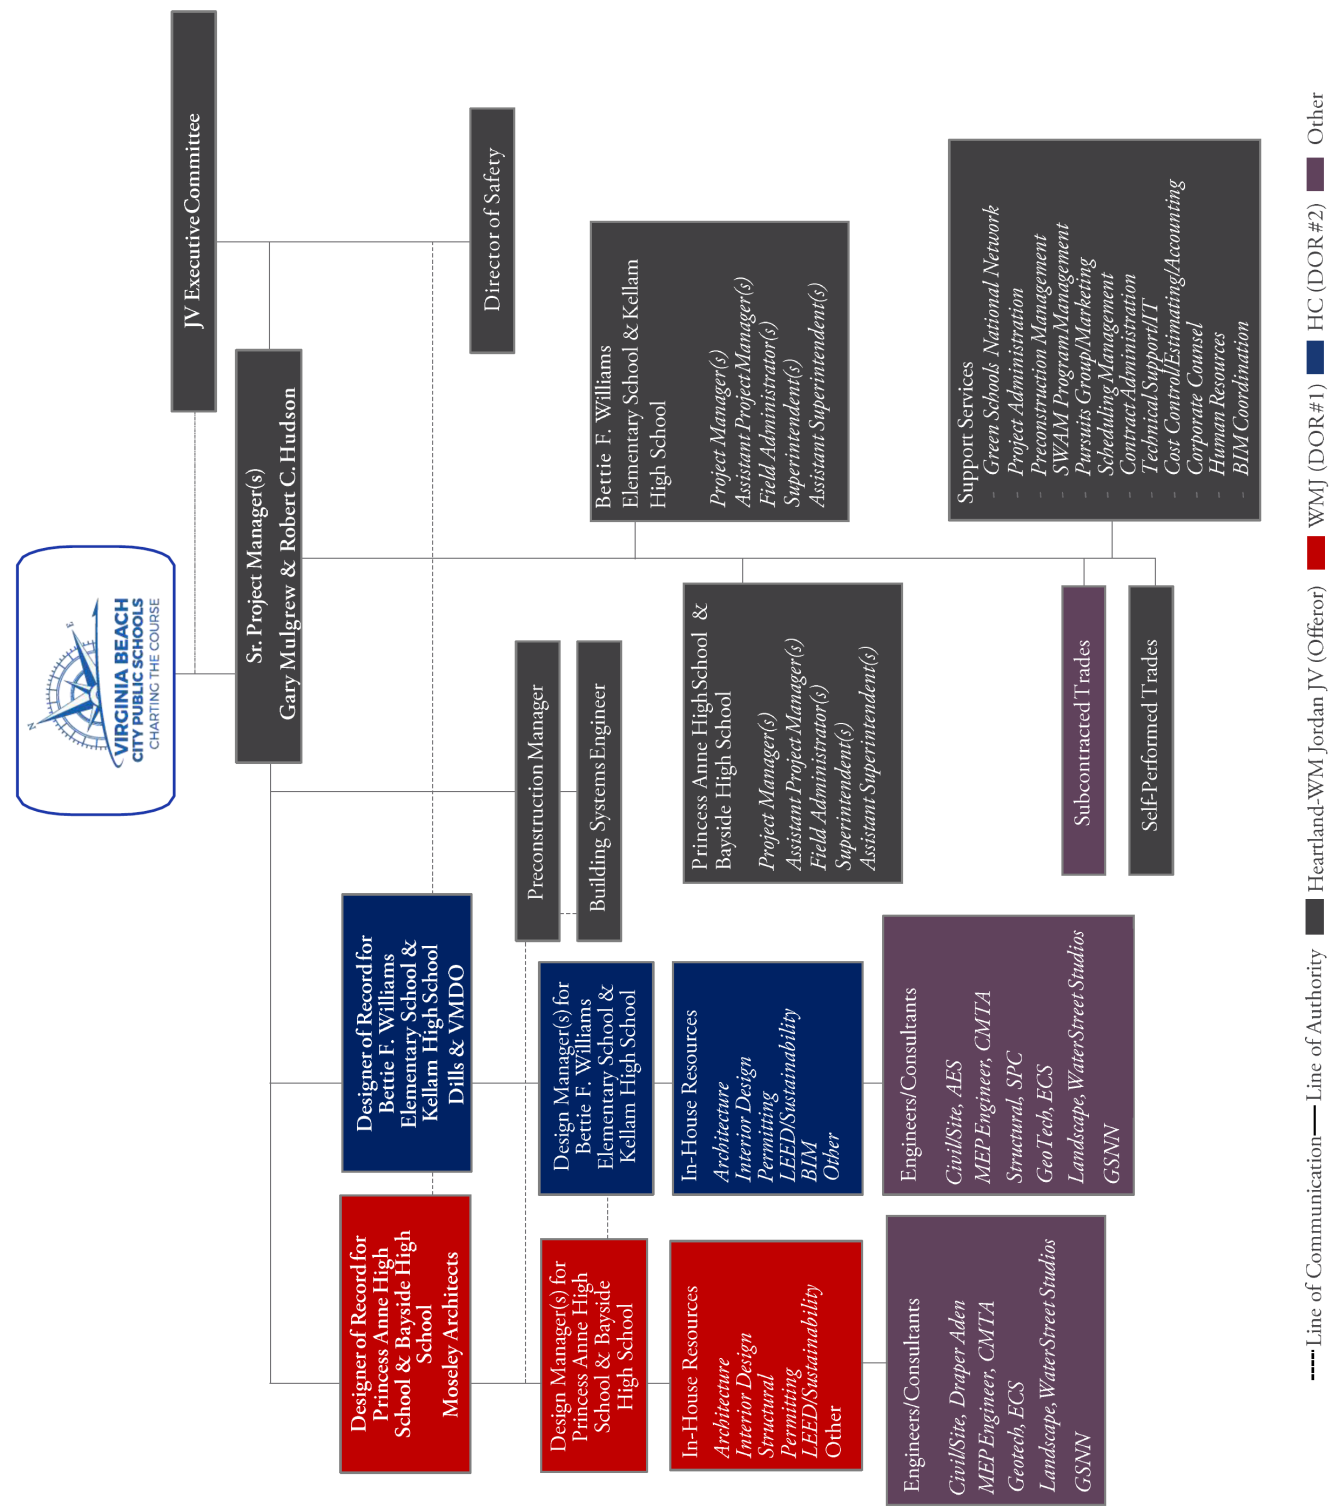 N
E
VIRGINIA BEACH
CITY PUBLIC SCHOOLS
CHARTING THE COURSE
JV Executive Committee
Sr. Project Manager(s)
Gary Mulgrew & Robert C. Hudson
Director of Safety
Designer of Record for
Princess Anne High
School & Bayside High
School
Moseley Architects
Designer of Record for
Bettie F. Williams
Elementary School &
Kellam High School
Dills & VMDO
Preconstruction Manager
Building Systems Engineer
Design Manager(s) for
Princess Anne High
School & Bayside
High School
Design Manager(s) for
Bettie F. Williams
Elementary School &
Kellam High School
In-House Resources
Architecture
Interior Design
Structural
Permitting
LEED/Sustainability
Other
In-House Resources
Architecture
Interior Design
Permitting
LEED/Sustainability
BIM
Other
Engineers/Consultants
Civil/Site, Draper Aden
MEP Engineer, CMTA
Geotech, ECS
Landscape, WaterStreet Studios
GSNN
Engineers/Consultants
Civil/Site, AES
MEP Engineer, CMTA
Structural, SPC
GeoTech, ECS
Landscape, WaterStreet Studios
GSNN
Princess Anne High School &
Bayside High School
Project Manager(s)
Assistant Project Manager(s)
Field Administrator(s)
Superintendent(s)
Assistant Superintendent(s)
Bettie F. Williams
Elementary School & Kellam
High School
Project Manager(s)
Assistant Project Manager(s)
Field Administrator(s)
Superintendent(s)
Assistant Superintendent(s)
Subcontracted Trades
Self-Performed Trades
Support Services
- Green Schools National Network
- Project Administration
- Preconstruction Management
- SWAM Program Management
- Pursuits Group/Marketing
- Scheduling Management
- Contract Administration
- Technical Support/IT
- Cost Control/Estimating/Accounting
- Corporate Counsel
- Human Resources
- BIM Coordination
Line of Communication Line of Authority Heartland-WM Jordan JV (Offeror) WMJ (DOR #1) HC (DOR #2) Other